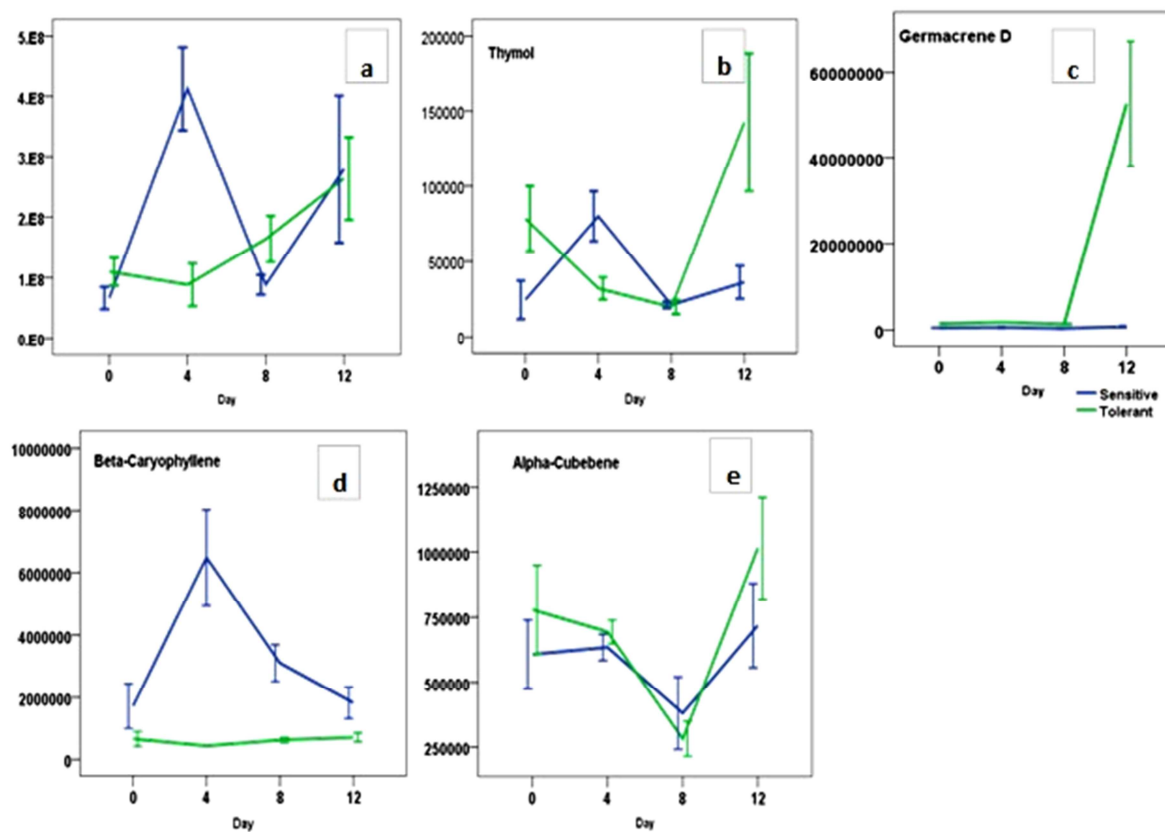 a
5.E8
4.E8
3.E8
2.E8
1.E8
0.E0
0 4 8 12
Day
Thymol
b
200000
150000
100000
50000
0
0 4 8 12
Day
Germacrene D
c
60000000
40000000
20000000
0
0 4 8 12
Day
Sensitive
Tolerant
Beta-Caryophyllene
d
10000000
8000000
6000000
4000000
2000000
0
0 4 8 12
Day
Alpha-Cubebene
e
1250000
1000000
750000
500000
250000
0 4 8 12
Day